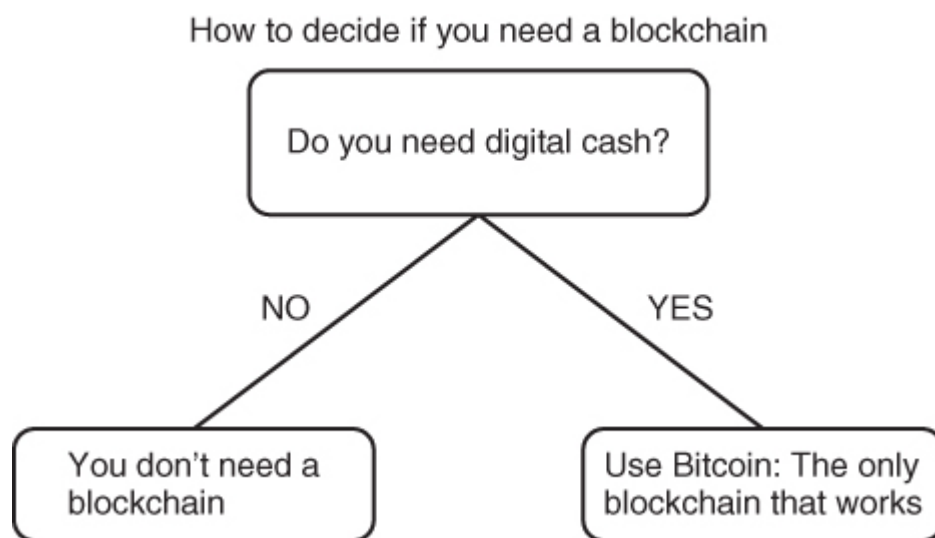 How to decide if you need a blockchain
Do you need digital cash?
NO
YES
You don’t need a
blockchain
Use Bitcoin: The only
blockchain that works